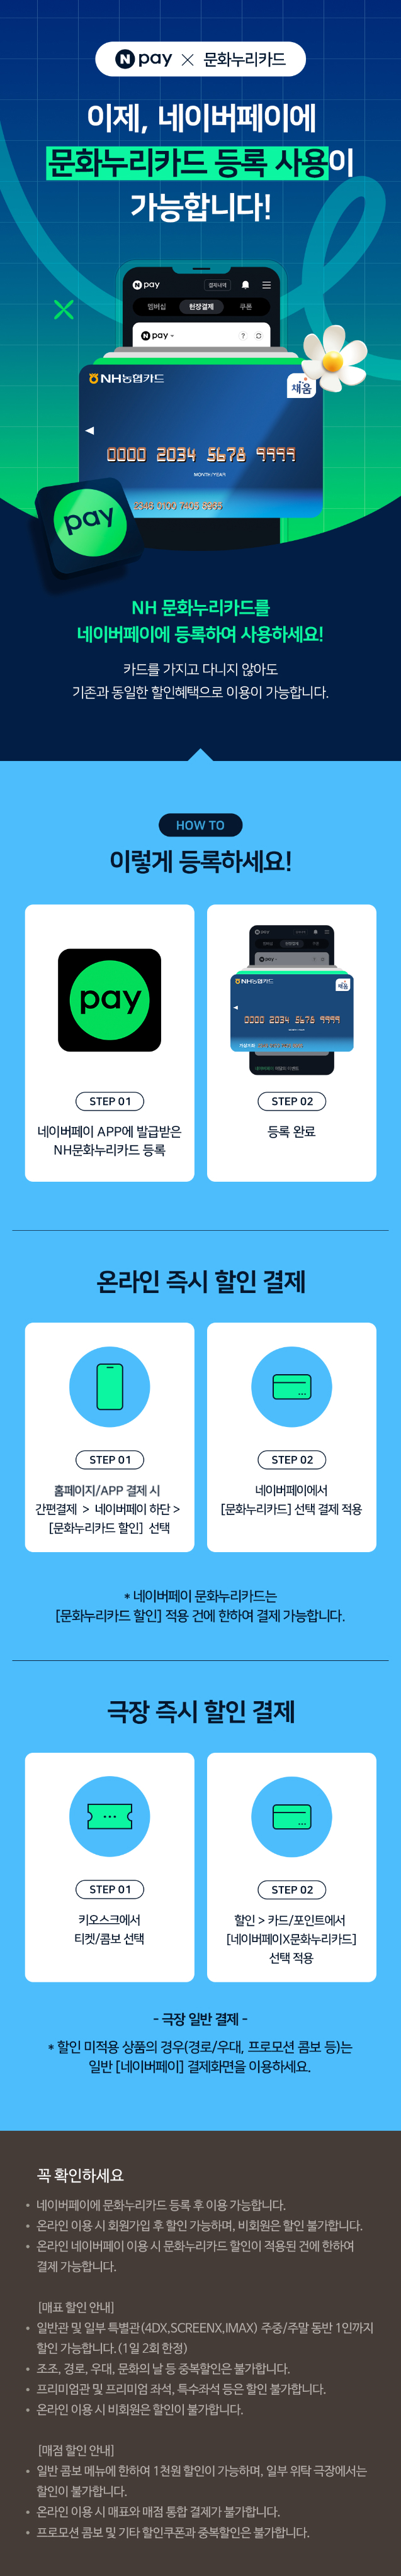 N pay × 문화누리카드
이제, 네이버페이에
문화누리카드 등록 사용이
가능합니다!
N pay 결제내역
멤버십 현장결제 쿠폰
N pay ?
NH농협카드
채움
0000 2034 5678 9999
MONTH/YEAR
pay
NH 문화누리카드를
네이버페이에 등록하여 사용하세요!
카드를 가지고 다니지 않아도
기존과 동일한 할인혜택으로 이용이 가능합니다.
HOW TO
이렇게 등록하세요!
pay
STEP 01
네이버페이 APP에 발급받은
NH문화누리카드 등록
N pay
멤버십 현장결제 쿠폰
N pay
NH농협카드
채움
0000 2034 5678 9999
STEP 02
등록 완료
온라인 즉시 할인 결제
STEP 01
홈페이지/APP 결제 시
간편결제 > 네이버페이 하단 >
[문화누리카드 할인] 선택
STEP 02
네이버페이에서
[문화누리카드] 선택 결제 적용
* 네이버페이 문화누리카드는
[문화누리카드 할인] 적용 건에 한하여 결제 가능합니다.
극장 즉시 할인 결제
STEP 01
키오스크에서
티켓/콤보 선택
STEP 02
할인 > 카드/포인트에서
[네이버페이X문화누리카드]
선택 적용
- 극장 일반 결제 -
* 할인 미적용 상품의 경우(경로/우대, 프로모션 콤보 등)는
일반 [네이버페이] 결제화면을 이용하세요.
꼭 확인하세요
• 네이버페이에 문화누리카드 등록 후 이용 가능합니다.
• 온라인 이용 시 회원가입 후 할인 가능하며, 비회원은 할인 불가합니다.
• 온라인 네이버페이 이용 시 문화누리카드 할인이 적용된 건에 한하여
결제 가능합니다.
[매표 할인 안내]
• 일반관 및 일부 특별관(4DX,SCREENX,IMAX) 주중/주말 동반 1인까지
할인 가능합니다.(1일 2회 한정)
• 조조, 경로, 우대, 문화의 날 등 중복할인은 불가합니다.
• 프리미엄관 및 프리미엄 좌석, 특수좌석 등은 할인 불가합니다.
• 온라인 이용 시 비회원은 할인이 불가합니다.
[매점 할인 안내]
• 일반 콤보 메뉴에 한하여 1천원 할인이 가능하며, 일부 위탁 극장에서는
할인이 불가합니다.
• 온라인 이용 시 매표와 매점 통합 결제가 불가합니다.
• 프로모션 콤보 및 기타 할인쿠폰과 중복할인은 불가합니다.